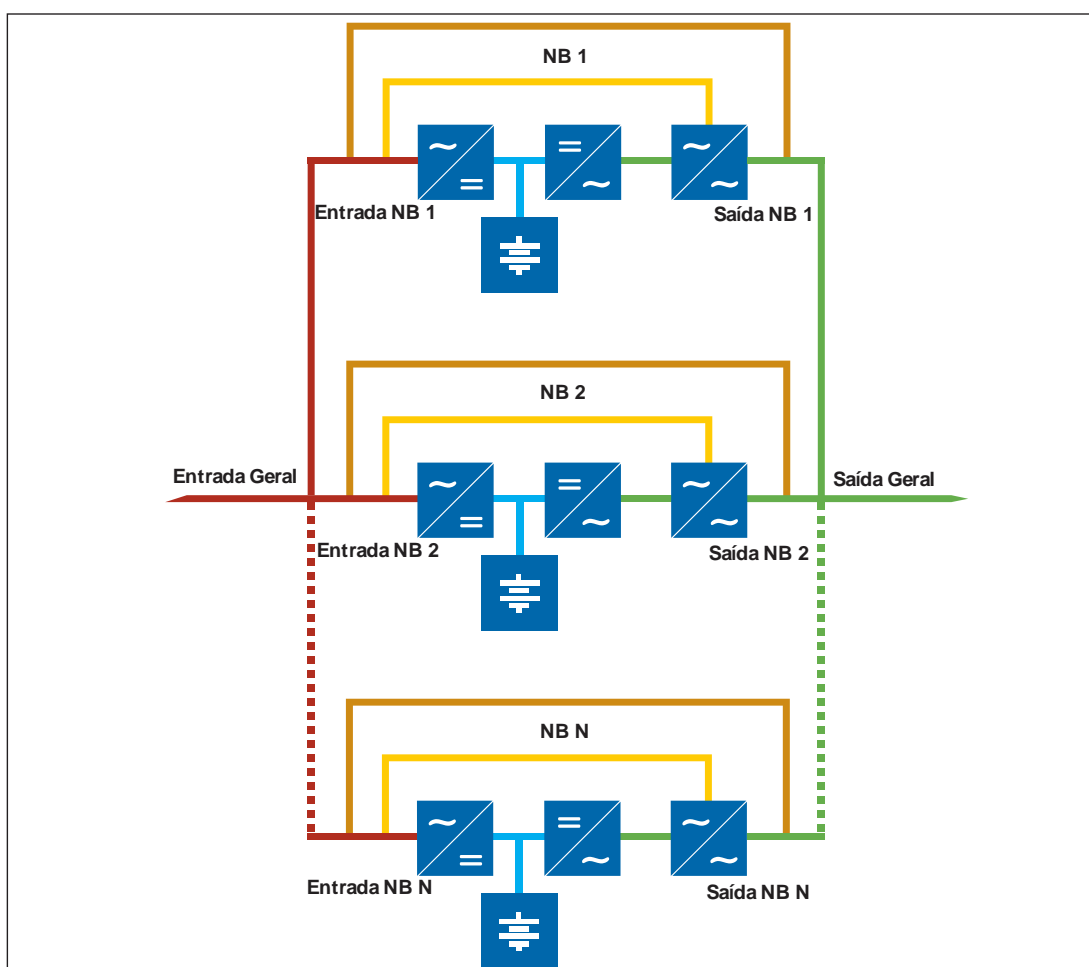 NB 1
Entrada NB 1
Saída NB 1
NB 2
Entrada Geral
Saída Geral
Entrada NB 2
Saída NB 2
NB N
Entrada NB N
Saída NB N